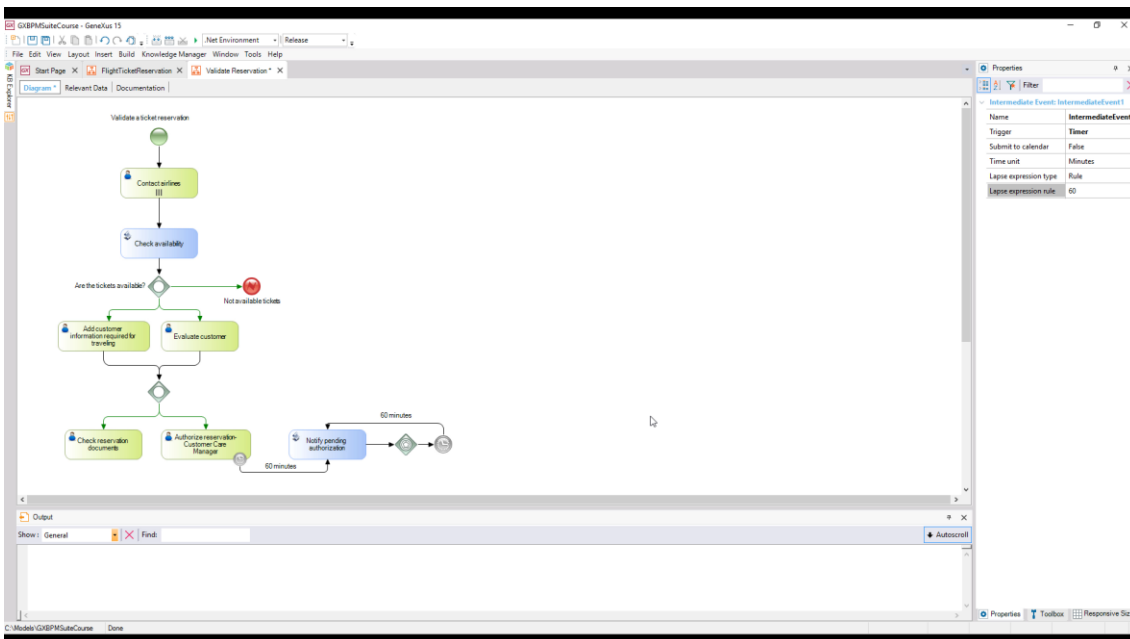 GXBPMSuiteCourse - GeneXus 15
.Net Environment Release
File Edit View Layout Insert Build Knowledge Manager Window Tools Help
Start Page FlightTicketReservation Validate Reservation *
Diagram * Relevant Data Documentation
KB Explorer
Validate a ticket reservation
Contact airlines
Check availability
Are the tickets available?
Not available tickets
Add customer
information required for
traveling
Evaluate customer
60 minutes
Check reservation
documents
Authorize reservation-
Customer Care
Manager
Notify pending
authorization
60 minutes
Properties
Filter
Intermediate Event: IntermediateEvent1
Name IntermediateEvent
Trigger Timer
Submit to calendar False
Time unit Minutes
Lapse expression type Rule
Lapse expression rule 60
Output
Show: General Find:
Autoscroll
Properties Toolbox Responsive Siz
C:\Models\GXBPMSuiteCourse Done